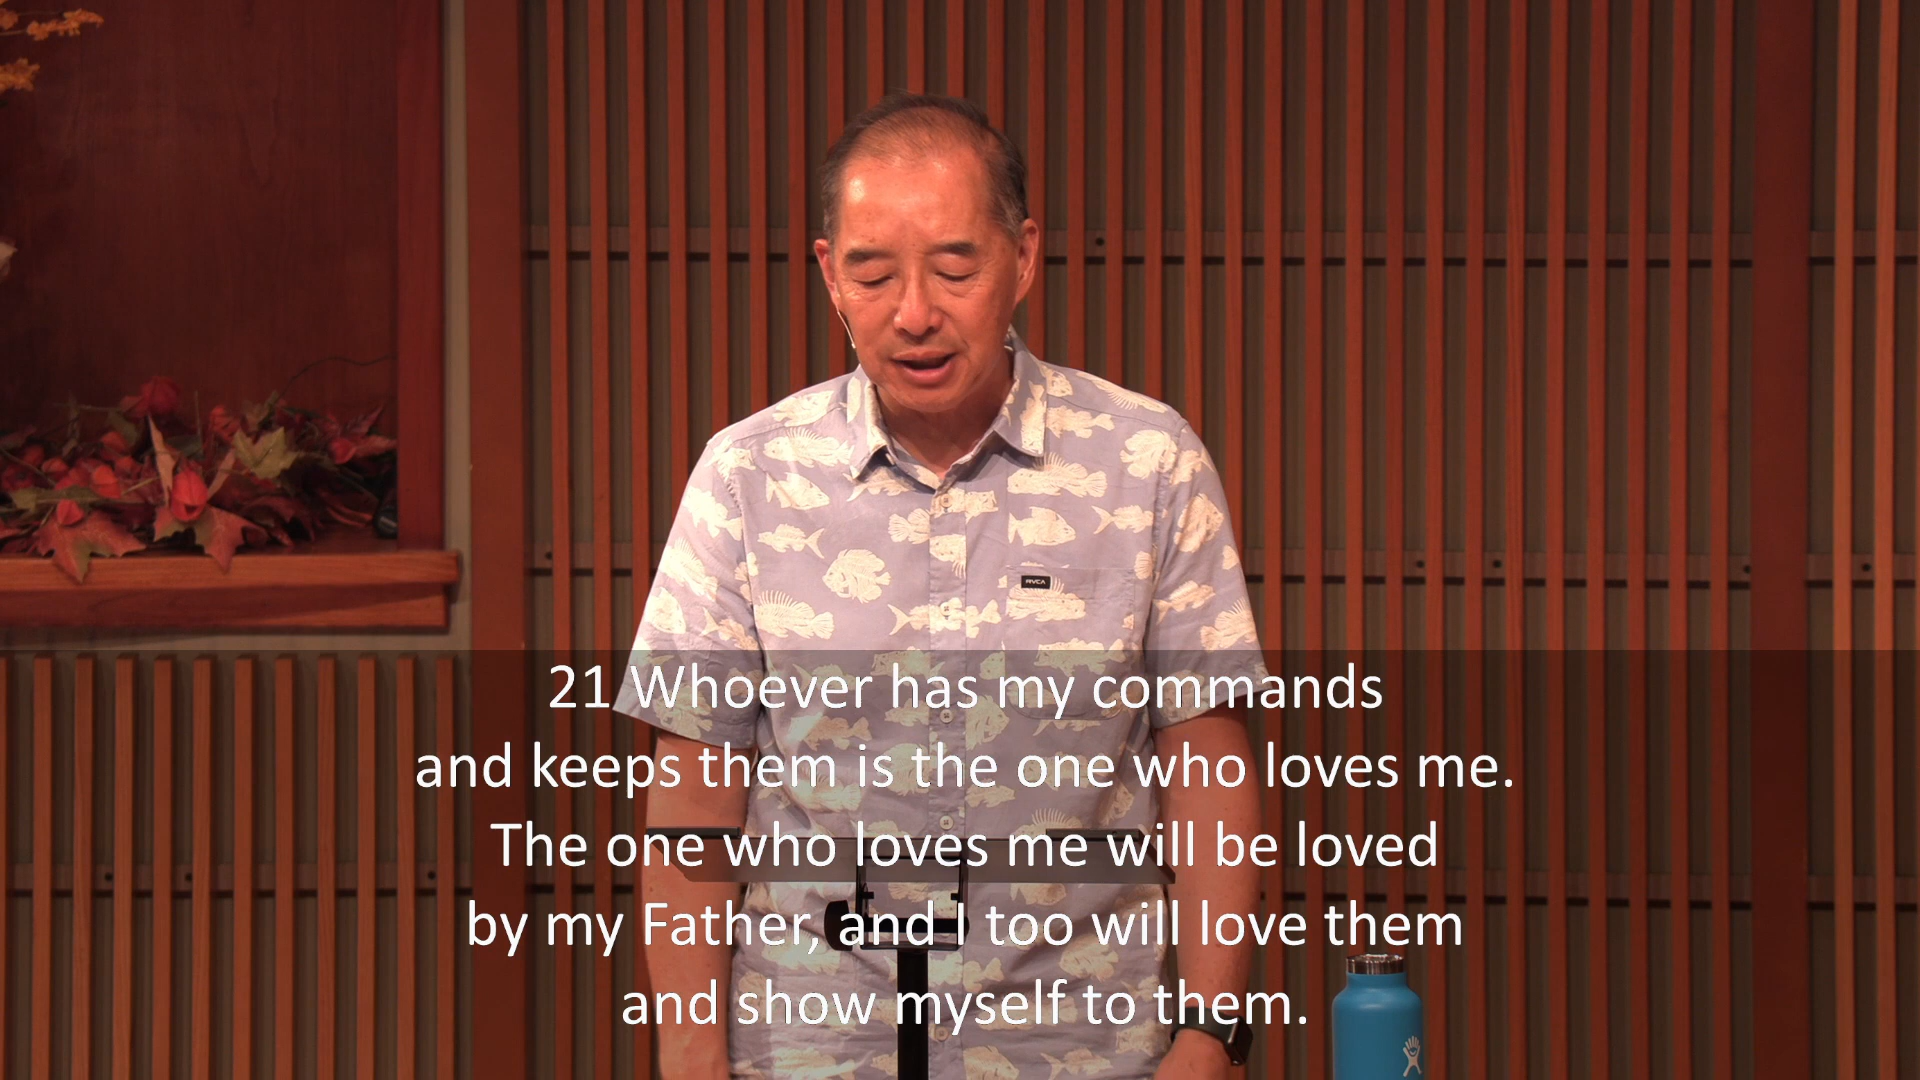 RVCA
21 Whoever has my commands
and keeps them is the one who loves me.
The one who loves me will be loved
by my Father, and I too will love them
and show myself to them.